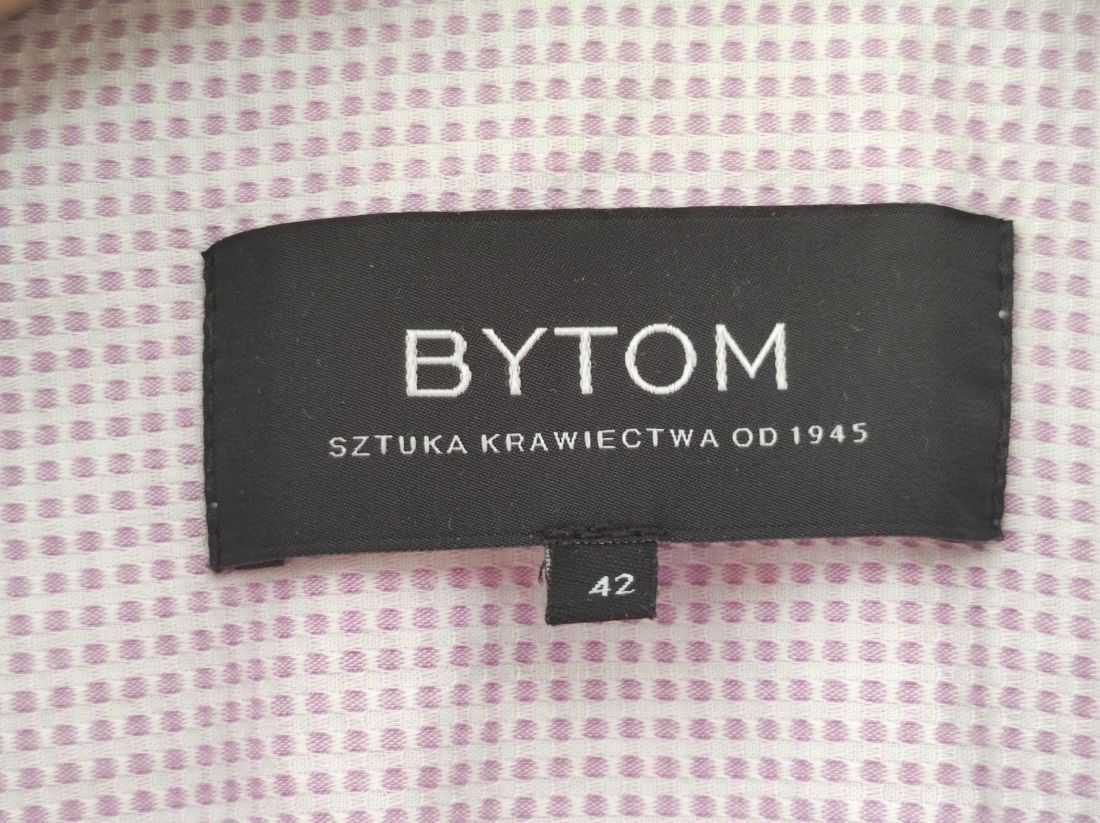 BYTOM
SZTUKA KRAWIECTWA OD 1945
42